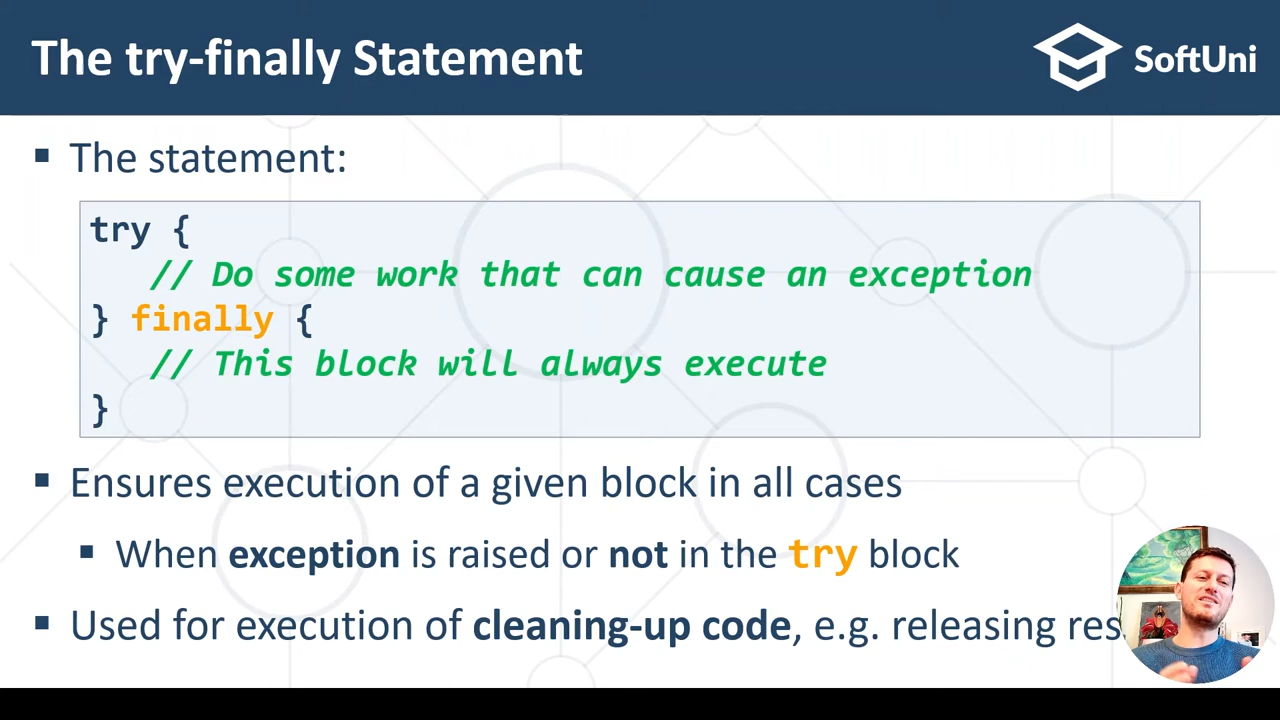 The try-finally Statement
SoftUni
The statement:
try {
// Do some work that can cause an exception
} finally {
// This block will always execute
}
Ensures execution of a given block in all cases
When exception is raised or not in the try block
Used for execution of cleaning-up code, e.g. releasing